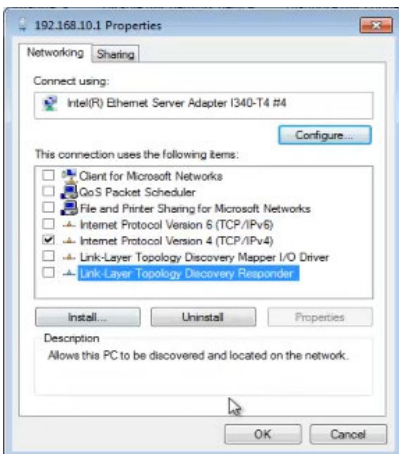 192.168.10.1 Properties
Networking
Sharing
Connect using:
Intel(R) Ethernet Server Adapter I340-T4 #4
Configure...
This connection uses the following items:
Client for Microsoft Networks
QoS Packet Scheduler
File and Printer Sharing for Microsoft Networks
Internet Protocol Version 6 (TCP/IPv6)
Internet Protocol Version 4 (TCP/IPv4)
Link-Layer Topology Discovery Mapper I/O Driver
Link-Layer Topology Discovery Responder
Install...
Uninstall
Properties
Description
Allows this PC to be discovered and located on the network.
OK
Cancel